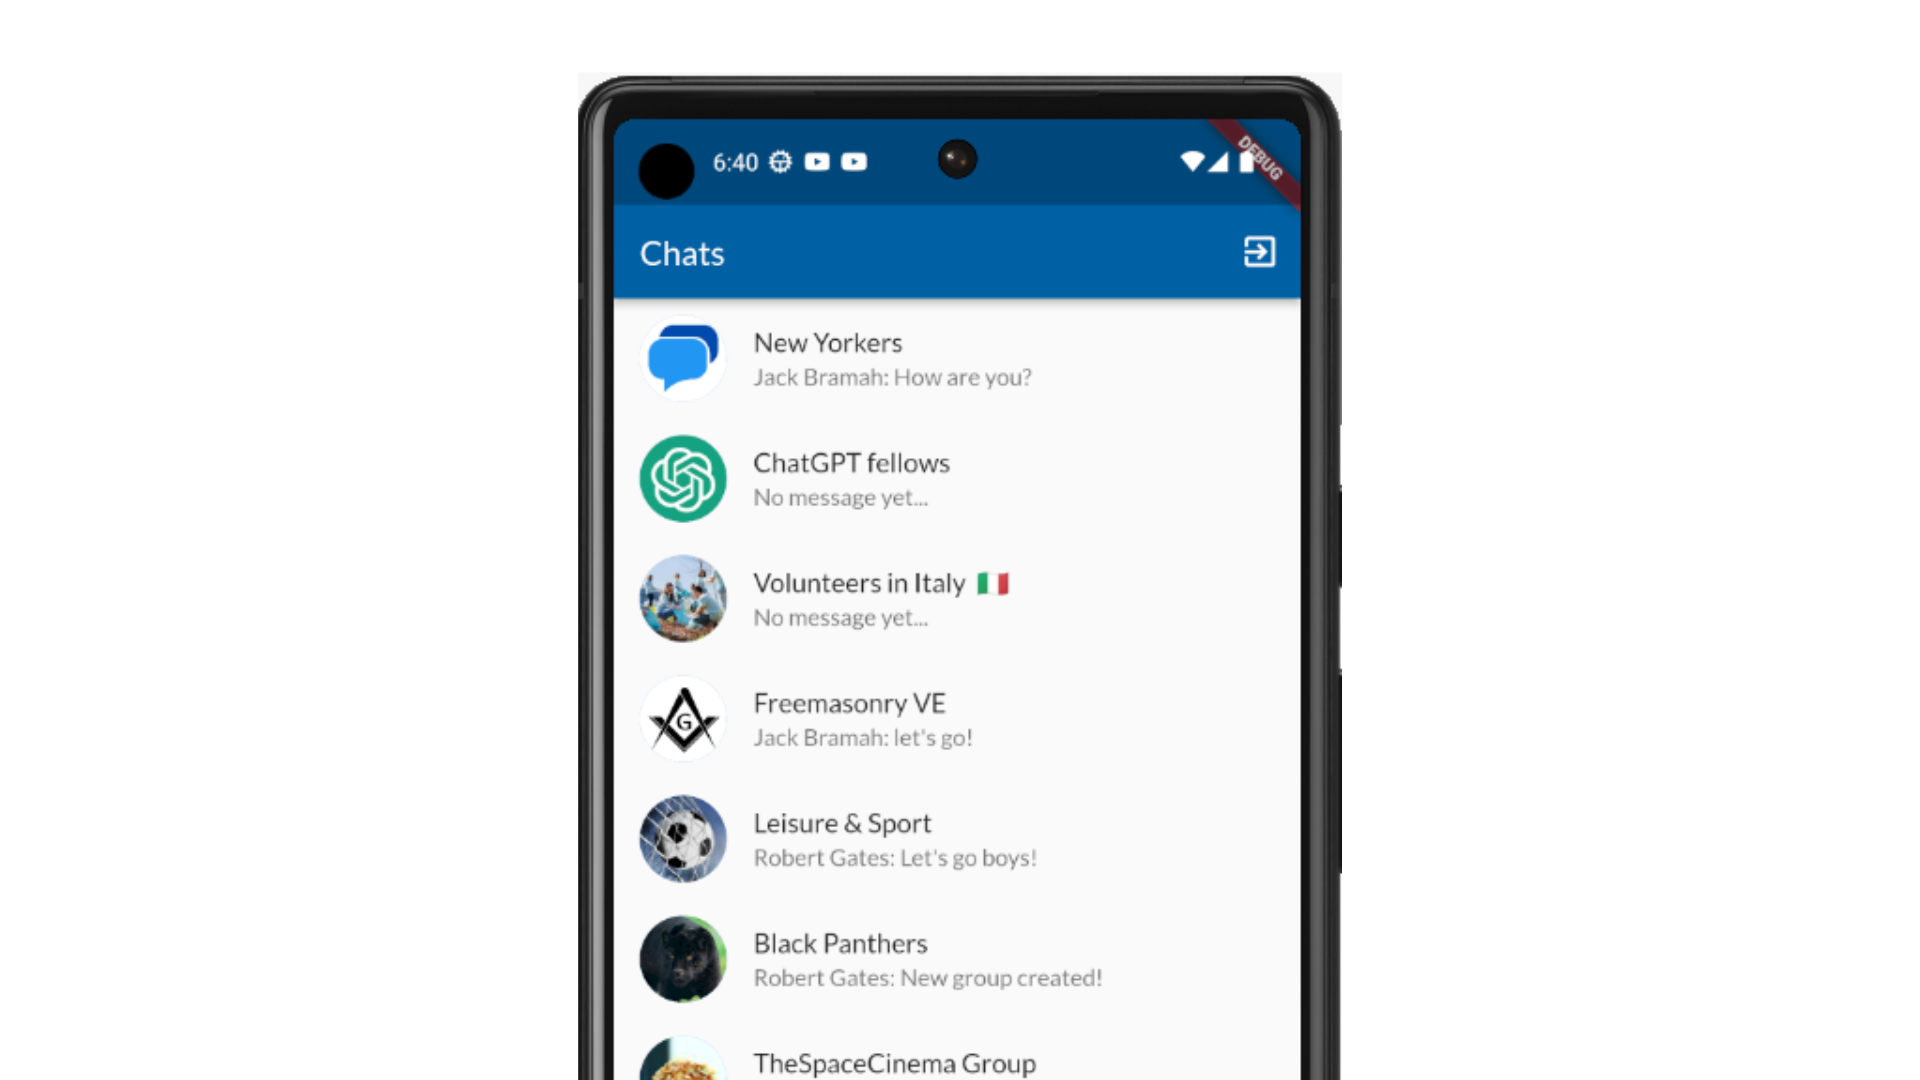 6:40
DEBUG
Chats
New Yorkers
Jack Bramah: How are you?
ChatGPT fellows
No message yet...
Volunteers in Italy 🇮🇹
No message yet...
Freemasonry VE
G
Jack Bramah: let's go!
Leisure & Sport
Robert Gates: Let's go boys!
Black Panthers
Robert Gates: New group created!
TheSpaceCinema Group